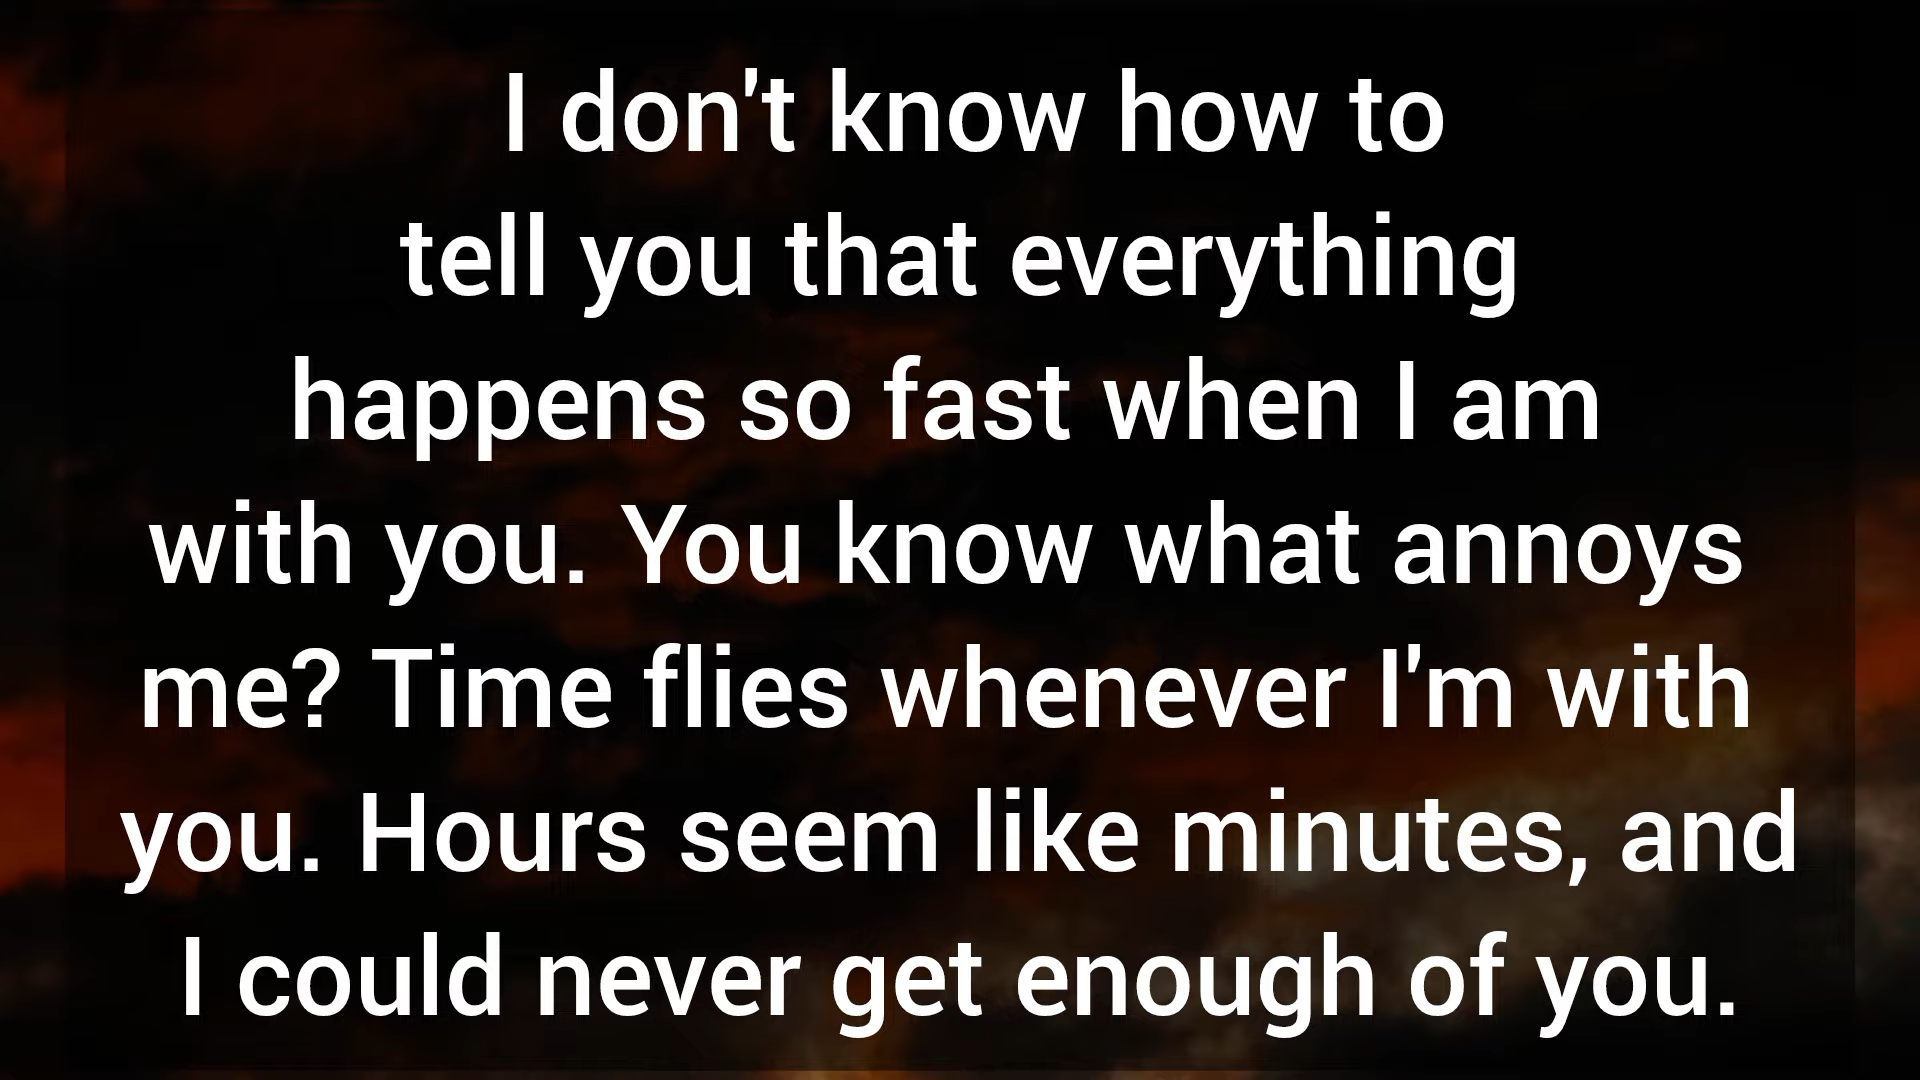 I don't know how to
tell you that everything
happens so fast when I am
with you. You know what annoys
me? Time flies whenever I'm with
you. Hours seem like minutes, and
I could never get enough of you.